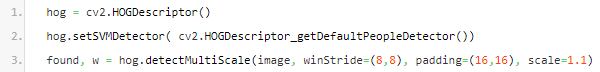 1. hog = cv2.HOGDescriptor()
2. hog.setSVMDetector( cv2.HOGDescriptor_getDefaultPeopleDetector())
3. found, w = hog.detectMultiScale(image, winStride=(8,8), padding=(16,16), scale=1.1)